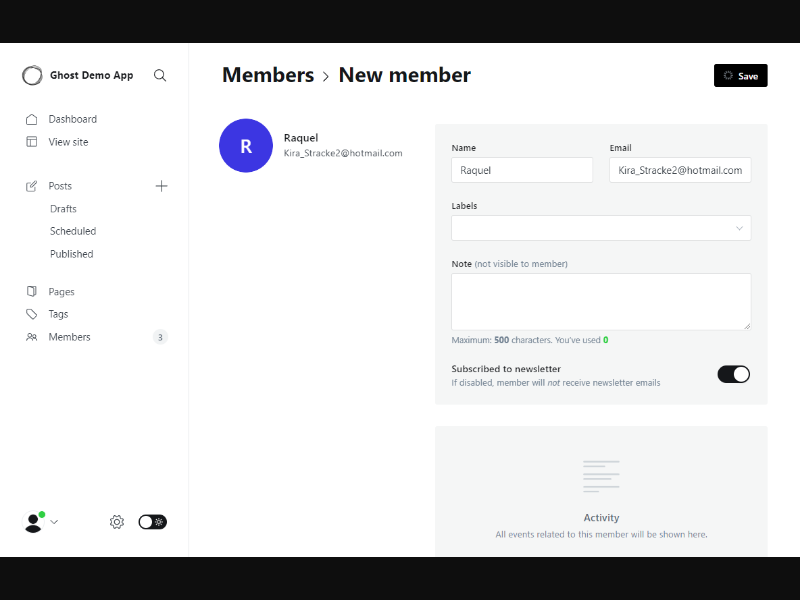 Ghost Demo App
Dashboard
View site
Posts
Drafts
Scheduled
Published
Pages
Tags
Members 3
Members > New member
Save
R
Raquel
Kira_Stracke2@hotmail.com
Name
Raquel
Email
Kira_Stracke2@hotmail.com
Labels
Note (not visible to member)
Maximum: 500 characters. You've used 0
Subscribed to newsletter
If disabled, member will not receive newsletter emails
Activity
All events related to this member will be shown here.